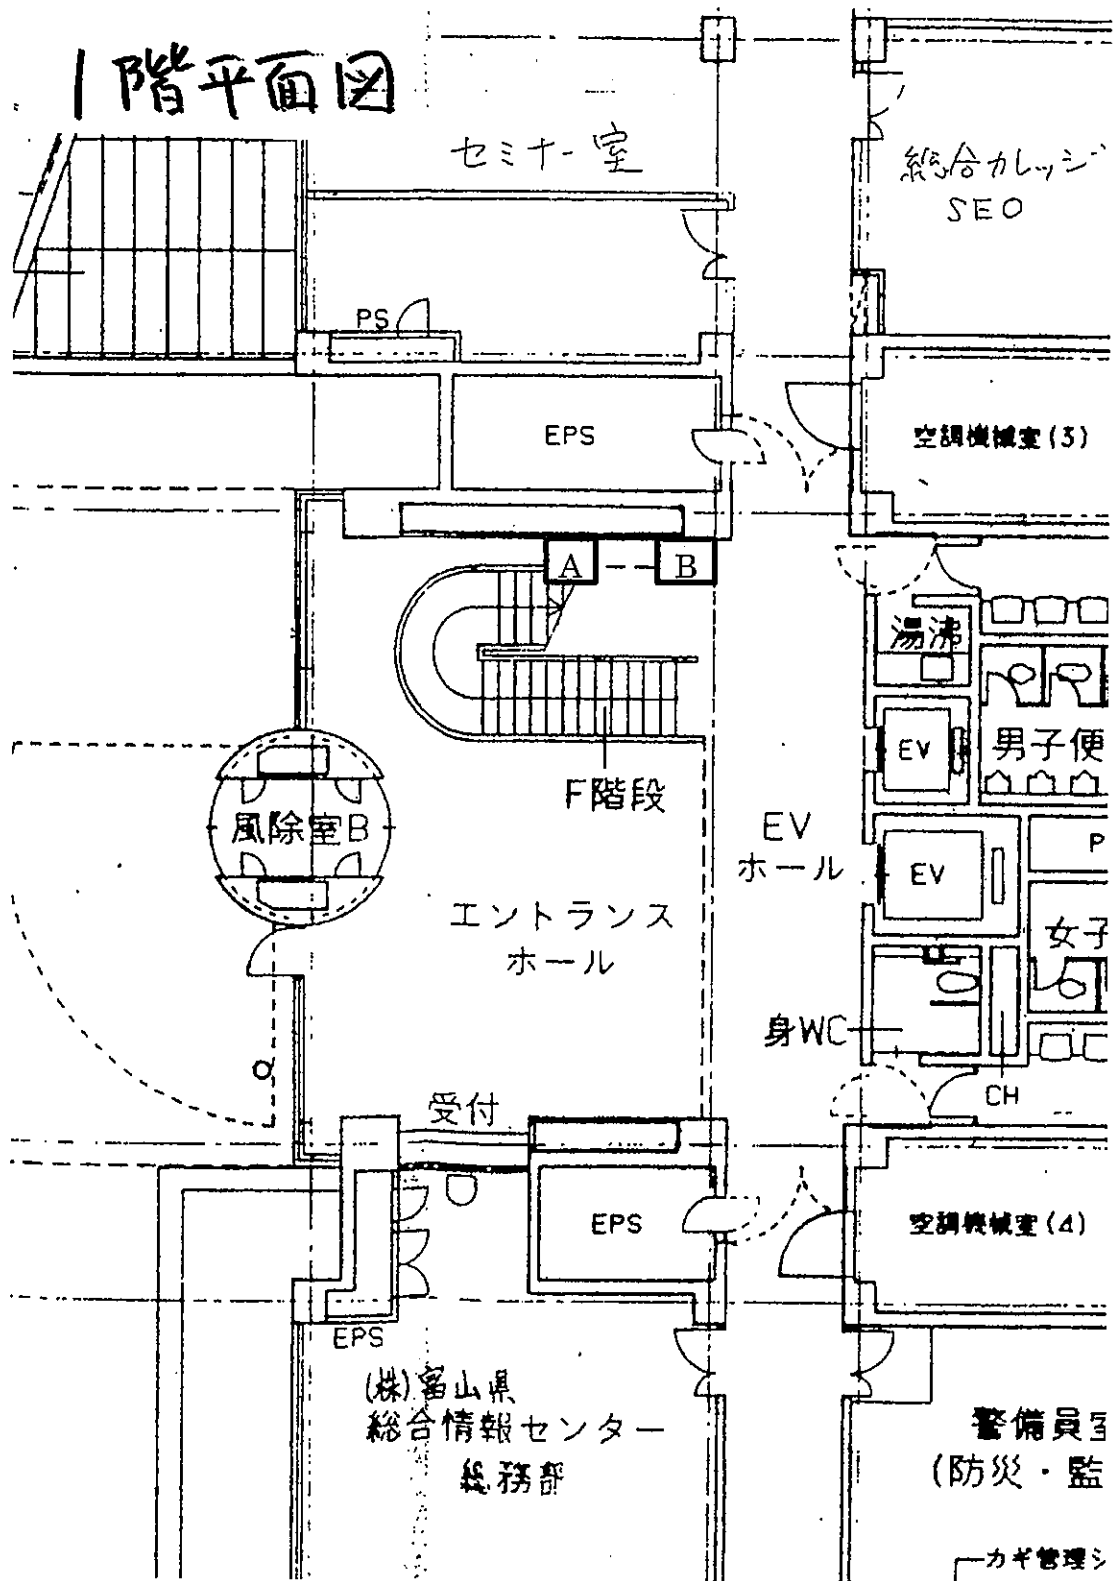 1階平面図
セミナー室
総合カレッジ
SEO
PS
EPS
空調機械室(3)
A
B
湯沸
EV
男子便
F階段
風除室B
EV
ホール
EV
P
女子
エントランス
ホール
身WC
CH
受付
EPS
空調機械室(4)
EPS
(株)富山県
総合情報センター
総務部
警備員室
(防災・監
カギ管理シ